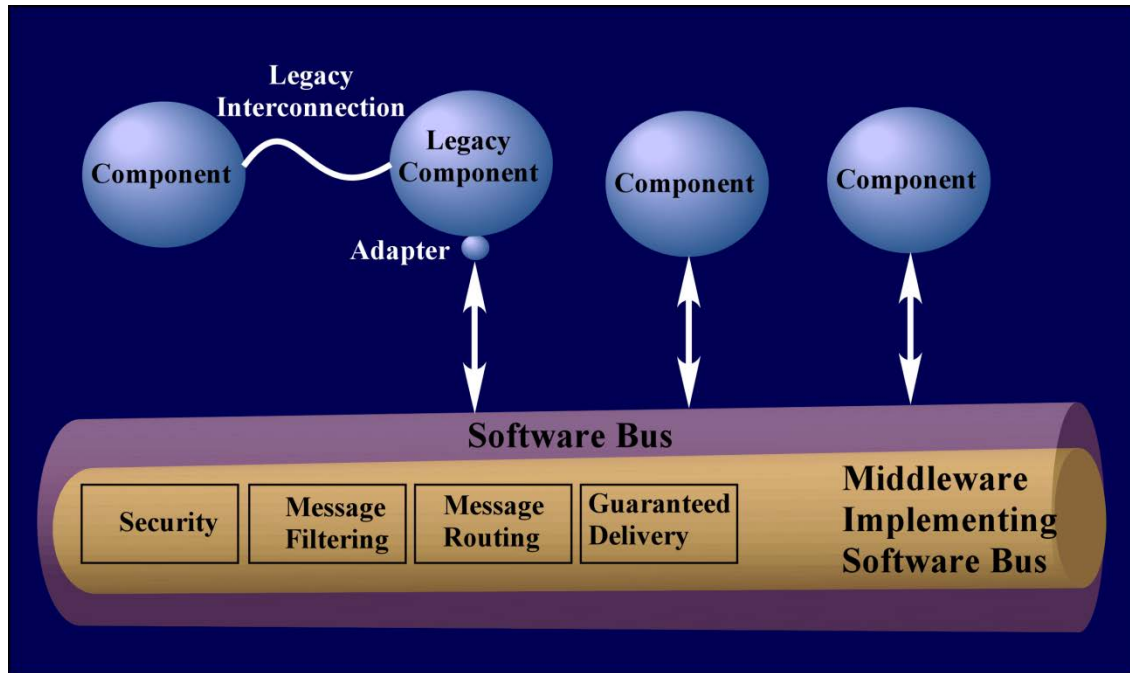 Legacy
Interconnection
Component
Legacy
Component
Component
Component
Adapter
Software Bus
Security
Message
Filtering
Message
Routing
Guaranteed
Delivery
Middleware
Implementing
Software Bus